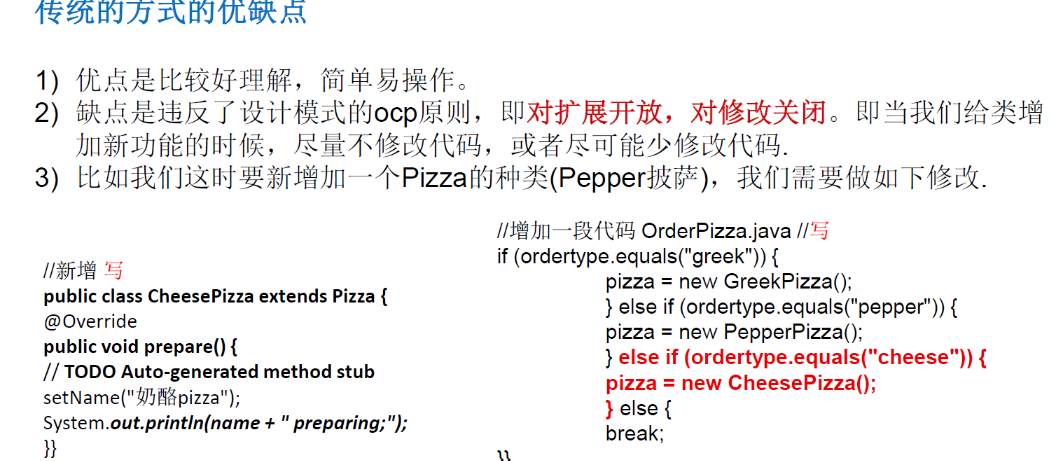 传统的方式的优缺点
1) 优点是比较好理解，简单易操作。
2) 缺点是违反了设计模式的ocp原则，即对扩展开放，对修改关闭。即当我们给类增
加新功能的时候，尽量不修改代码，或者尽可能少修改代码.
3) 比如我们这时要新增加一个Pizza的种类(Pepper披萨)，我们需要做如下修改.
//新增 写
public class CheesePizza extends Pizza {
@Override
public void prepare() {
// TODO Auto-generated method stub
setName("奶酪pizza");
System.out.println(name + " preparing;");
}}
//增加一段代码 OrderPizza.java //写
if (ordertype.equals("greek")) {
pizza = new GreekPizza();
} else if (ordertype.equals("pepper")) {
pizza = new PepperPizza();
} else if (ordertype.equals("cheese")) {
pizza = new CheesePizza();
} else {
break;
}}